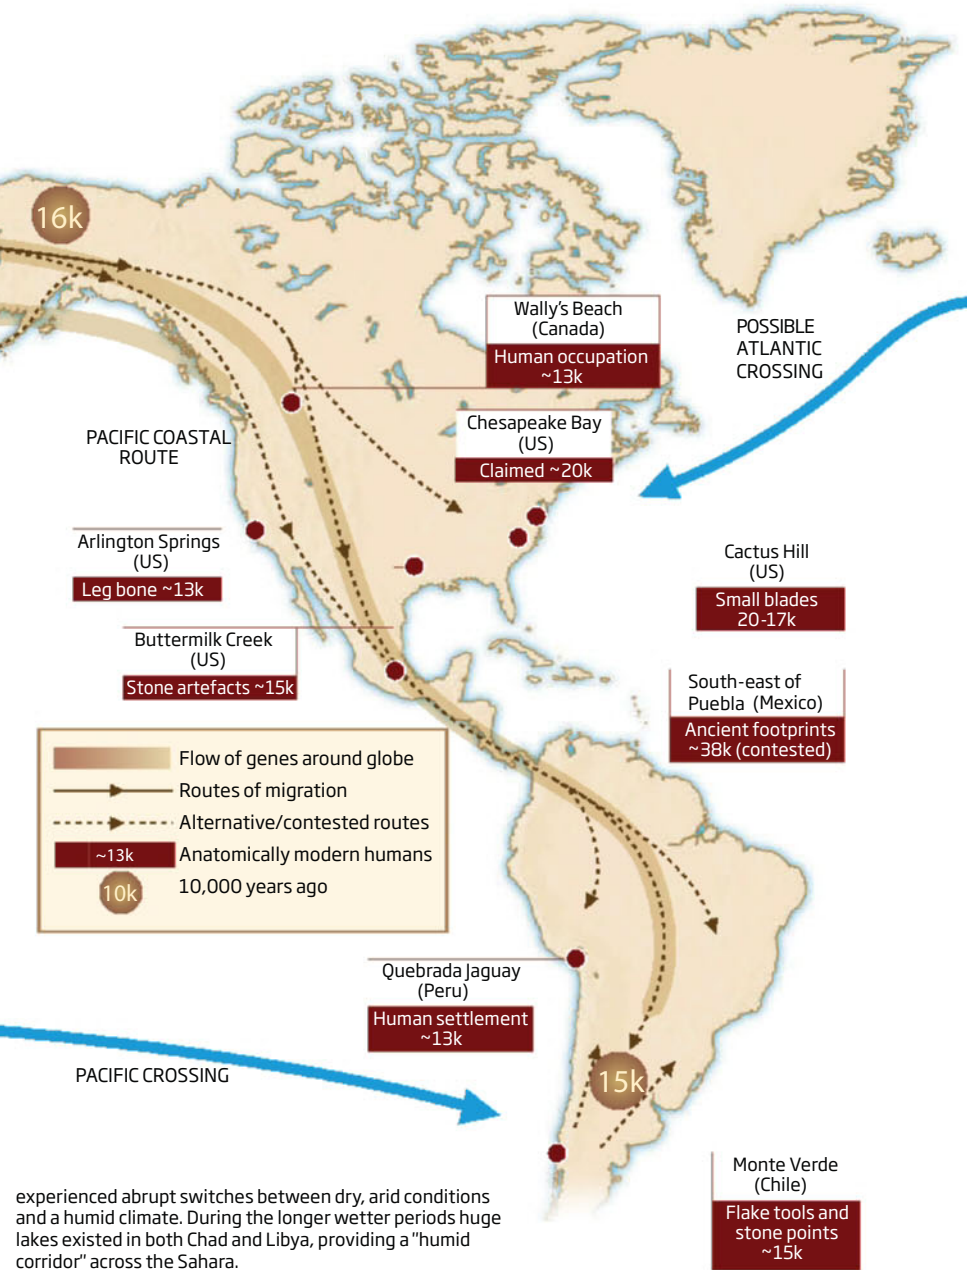 16k
Wally's Beach
(Canada)
Human occupation
~13k
POSSIBLE
ATLANTIC
CROSSING
Chesapeake Bay
(US)
Claimed ~20k
PACIFIC COASTAL
ROUTE
Arlington Springs
(US)
Leg bone ~13k
Cactus Hill
(US)
Small blades
20-17k
Buttermilk Creek
(US)
Stone artefacts ~15k
South-east of
Puebla (Mexico)
Ancient footprints
~38k (contested)
Flow of genes around globe
Routes of migration
Alternative/contested routes
~13k Anatomically modern humans
10k 10,000 years ago
Quebrada Jaguay
(Peru)
Human settlement
~13k
PACIFIC CROSSING
15k
Monte Verde
(Chile)
Flake tools and
stone points
~15k
experienced abrupt switches between dry, arid conditions
and a humid climate. During the longer wetter periods huge
lakes existed in both Chad and Libya, providing a "humid
corridor" across the Sahara.